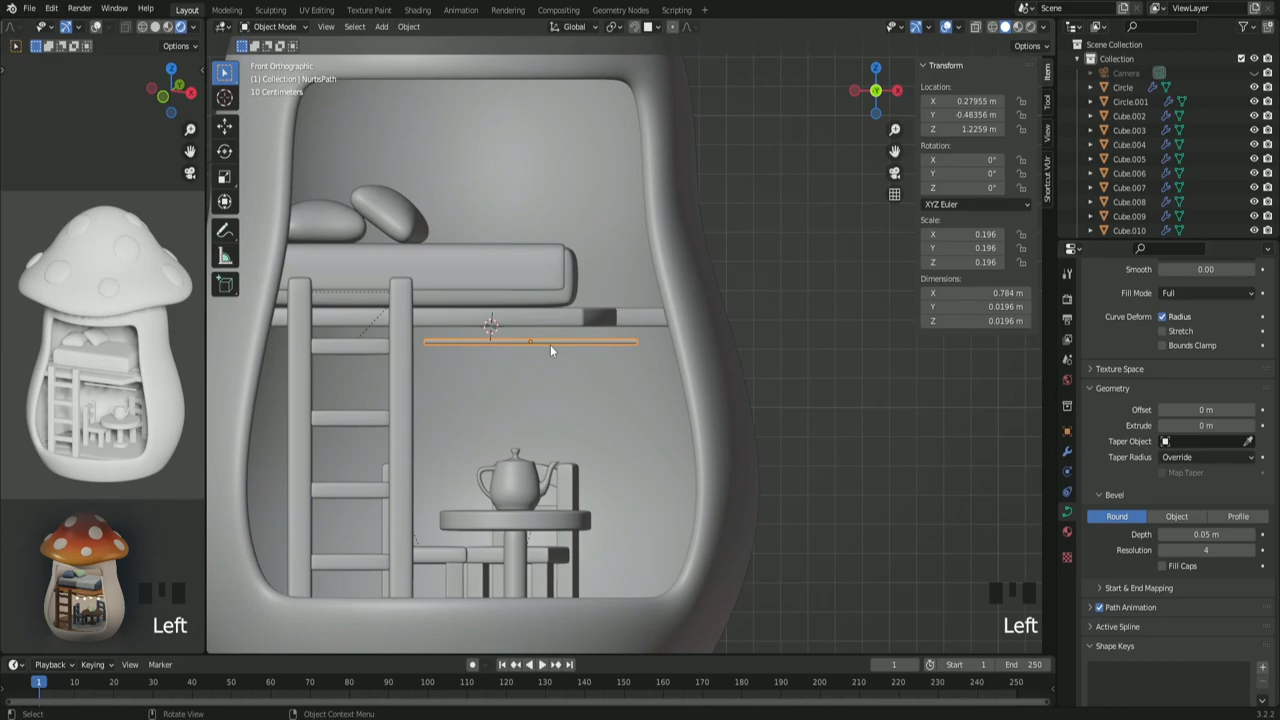 File Edit Render Window Help
Layout Modeling Sculpting UV Editing Texture Paint Shading Animation Rendering Compositing Geometry Nodes Scripting +
Scene ViewLayer
Object Mode View Select Add Object Global
Options
Options
Front Orthographic
(1) Collection | NurbsPath
10 Centimeters
Transform
Location:
X 0.27955 m
Y -0.48356 m
Z 1.2259 m
Rotation:
X 0°
Y 0°
Z 0°
XYZ Euler
Scale:
X 0.196
Y 0.196
Z 0.196
Dimensions:
X 0.784 m
Y 0.0196 m
Z 0.0196 m
Item
Tool
View
Shortcut VUr
Scene Collection
Collection
Camera
Circle
Circle.001
Cube.002
Cube.003
Cube.004
Cube.005
Cube.006
Cube.007
Cube.008
Cube.009
Cube.010
Smooth 0.00
Fill Mode Full
Curve Deform Radius
Stretch
Bounds Clamp
Texture Space
Geometry
Offset 0 m
Extrude 0 m
Taper Object
Taper Radius Override
Map Taper
Bevel
Round Object Profile
Depth 0.05 m
Resolution 4
Fill Caps
Start & End Mapping
Path Animation
Active Spline
Shape Keys
Left
Left
Playback Keying View Marker
1 Start 1 End 250
1 10 20 30 40 50 60 70 80 90 100 110 120 130 140 150 160 170 180 190 200 210 220 230 240 250
Select Rotate View Object Context Menu
3.2.2